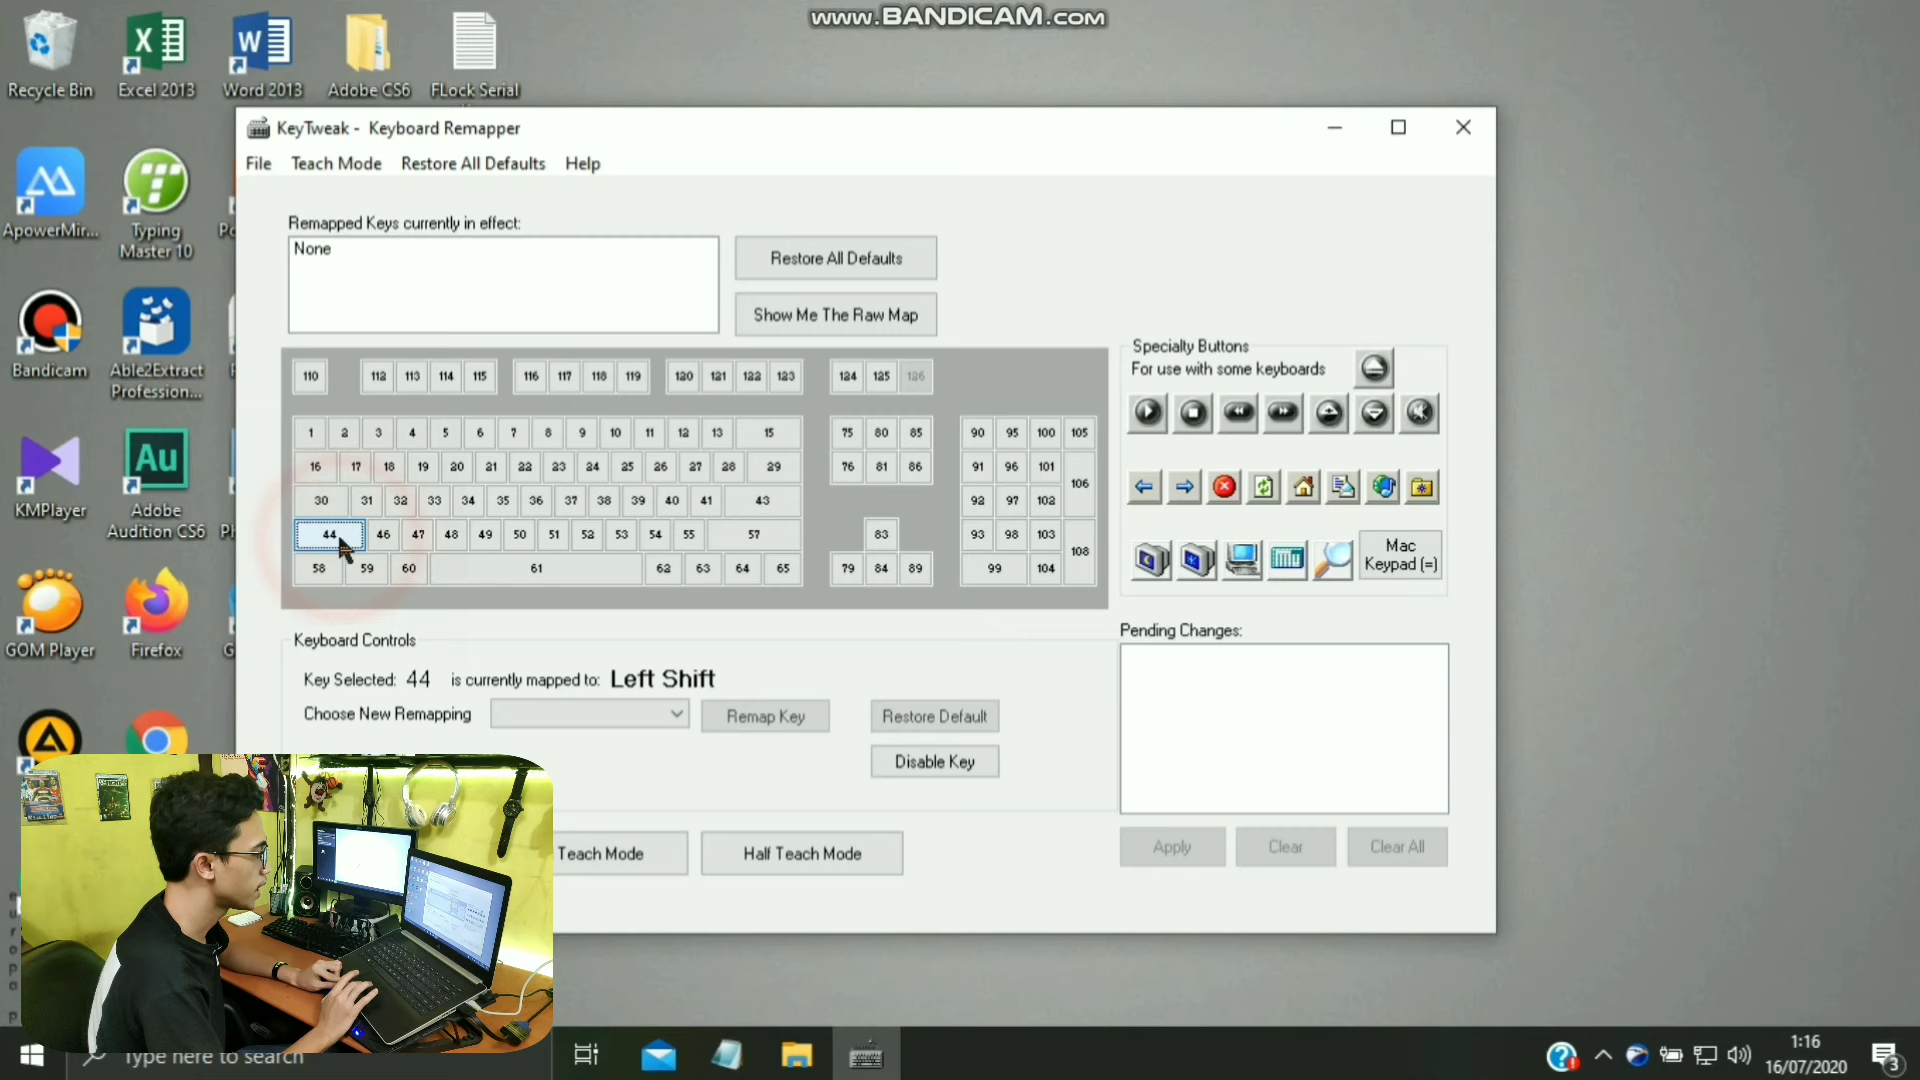 www.BANDICAM.com
Recycle Bin
Excel 2013
Word 2013
Adobe CS6
FLock Serial
ApowerMir...
Typing
Master 10
Bandicam
Able2Extract
Profession...
KMPlayer
Adobe
Audition CS6
GOM Player
Firefox
KeyTweak - Keyboard Remapper
File Teach Mode Restore All Defaults Help
Remapped Keys currently in effect:
None
Restore All Defaults
Show Me The Raw Map
110 112 113 114 115 116 117 118 119 120 121 122 123 124 125 126
1 2 3 4 5 6 7 8 9 10 11 12 13 15 75 80 85 90 95 100 105
16 17 18 19 20 21 22 23 24 25 26 27 28 29 76 81 86 91 96 101
106
30 31 32 33 34 35 36 37 38 39 40 41 43 92 97 102
44 46 47 48 49 50 51 52 53 54 55 57 83 93 98 103
108
58 59 60 61 62 63 64 65 79 84 89 99 104
Specialty Buttons
For use with some keyboards
Mac
Keypad (=)
Keyboard Controls
Key Selected: 44 is currently mapped to: Left Shift
Choose New Remapping
Remap Key
Restore Default
Disable Key
Teach Mode
Half Teach Mode
Pending Changes:
Apply
Clear
Clear All
Type here to search
1:16
16/07/2020
3